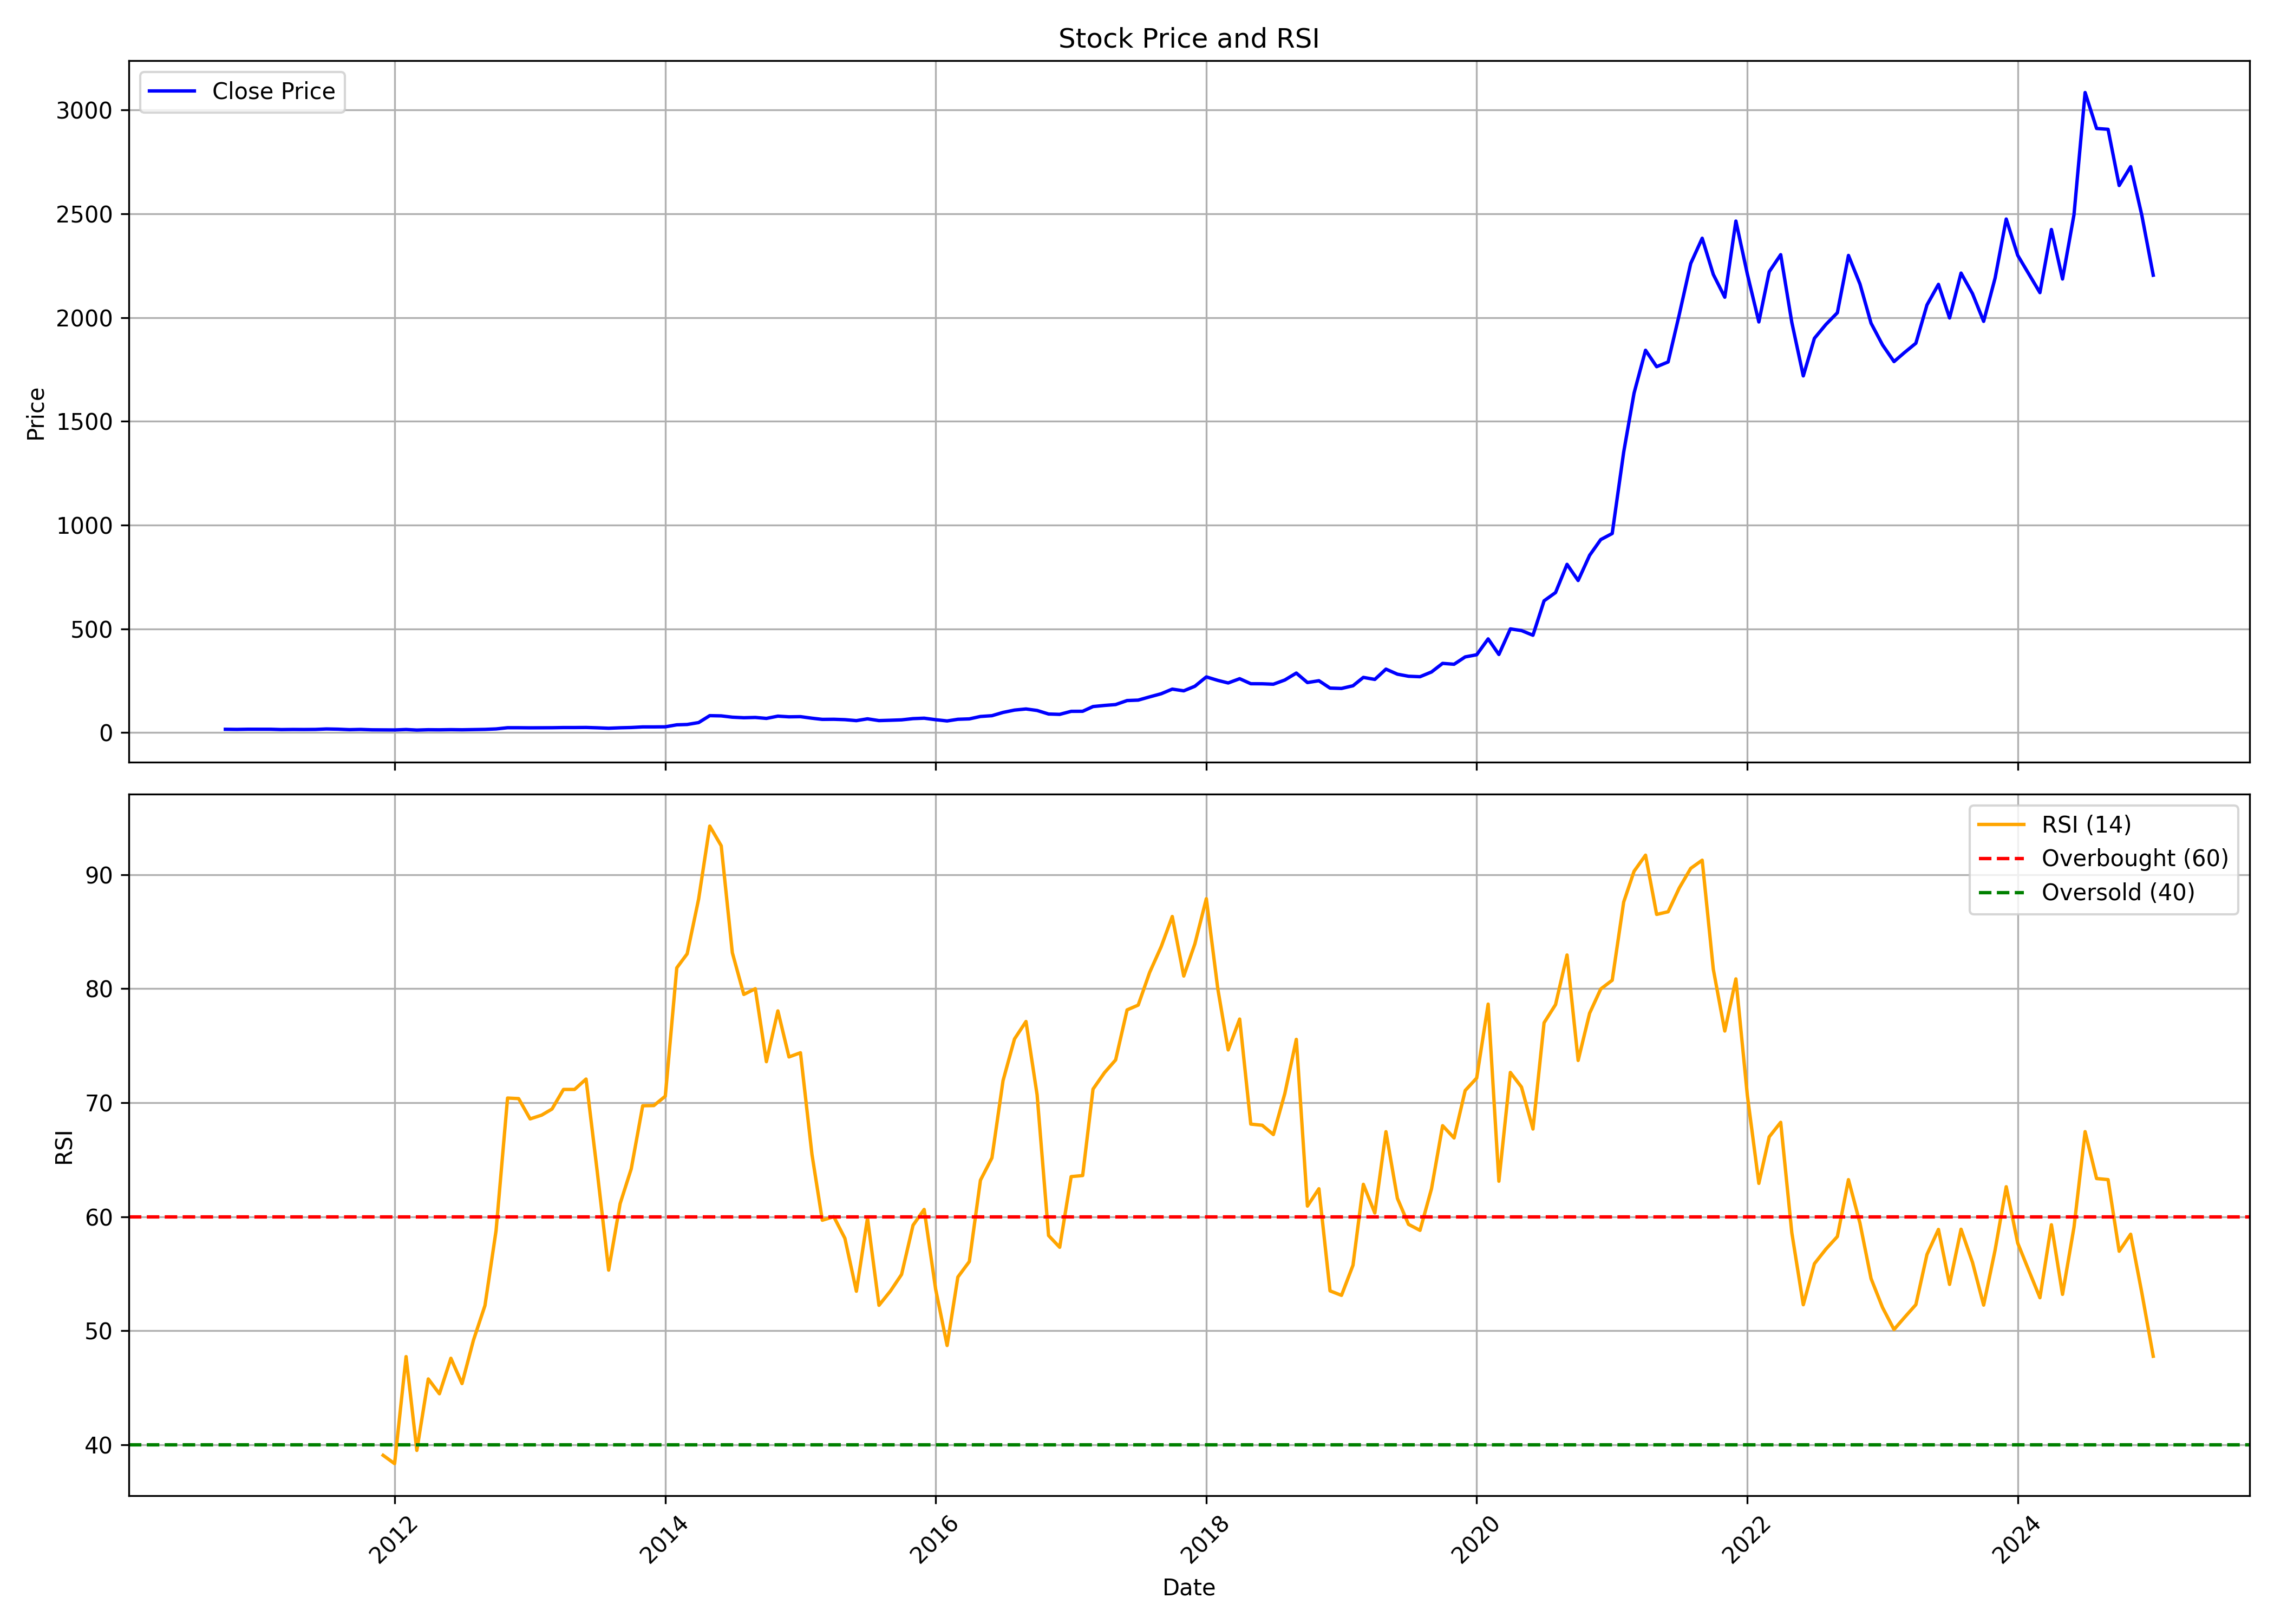 Stock Price and RSI
Close Price
3000
2500
2000
1500
1000
500
0
Price
RSI (14)
Overbought (60)
Oversold (40)
90
80
70
60
50
40
RSI
2012
2014
2016
2018
2020
2022
2024
Date